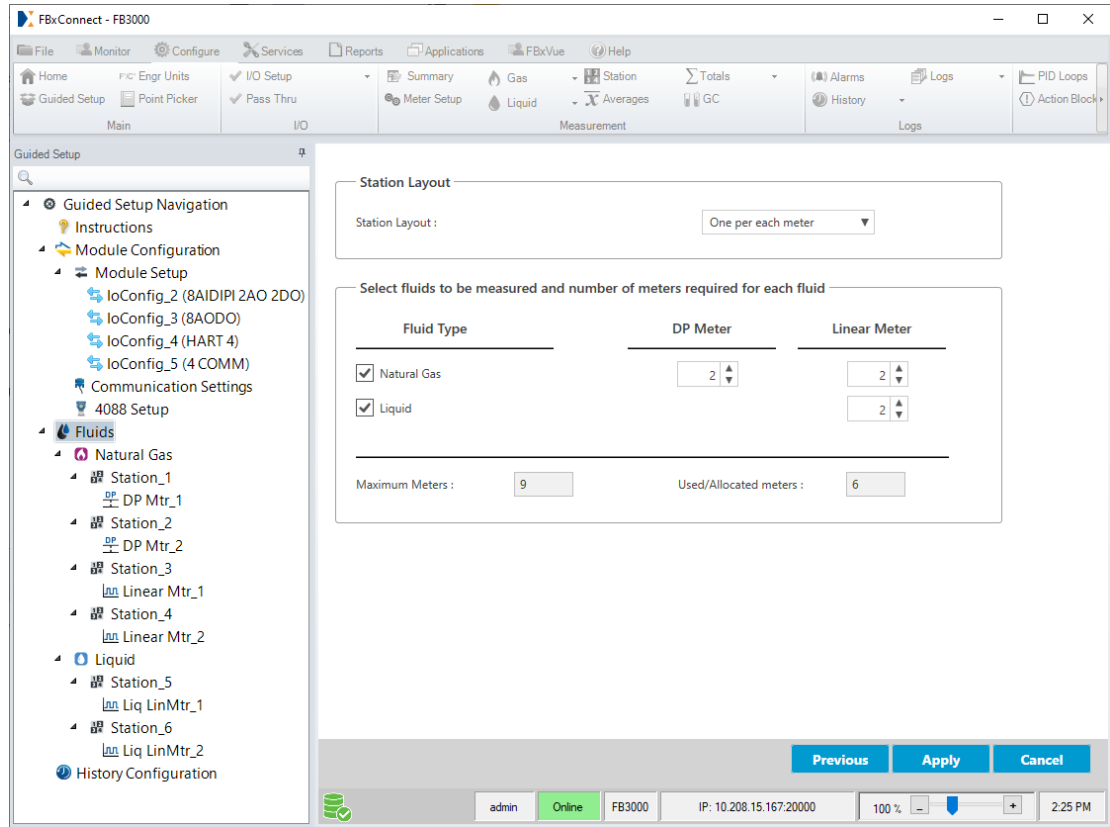 FBxConnect - FB3000
File Monitor Configure Services Reports Applications FBxVue Help
Home Engr Units I/O Setup Summary Gas Station Totals Alarms Logs PID Loops
Guided Setup Point Picker Pass Thru Meter Setup Liquid Averages GC History Action Block
Main I/O Measurement Logs
Guided Setup
Guided Setup Navigation
Instructions
Module Configuration
Module Setup
IoConfig_2 (8AIDIPI 2AO 2DO)
IoConfig_3 (8AODO)
IoConfig_4 (HART 4)
IoConfig_5 (4 COMM)
Communication Settings
4088 Setup
Fluids
Natural Gas
Station_1
DP Mtr_1
Station_2
DP Mtr_2
Station_3
Linear Mtr_1
Station_4
Linear Mtr_2
Liquid
Station_5
Liq LinMtr_1
Station_6
Liq LinMtr_2
History Configuration
Station Layout
Station Layout : One per each meter
Select fluids to be measured and number of meters required for each fluid
Fluid Type DP Meter Linear Meter
Natural Gas 2 2
Liquid 2
Maximum Meters : 9 Used/Allocated meters : 6
Previous Apply Cancel
admin Online FB3000 IP: 10.208.15.167:20000 100 % 2:25 PM